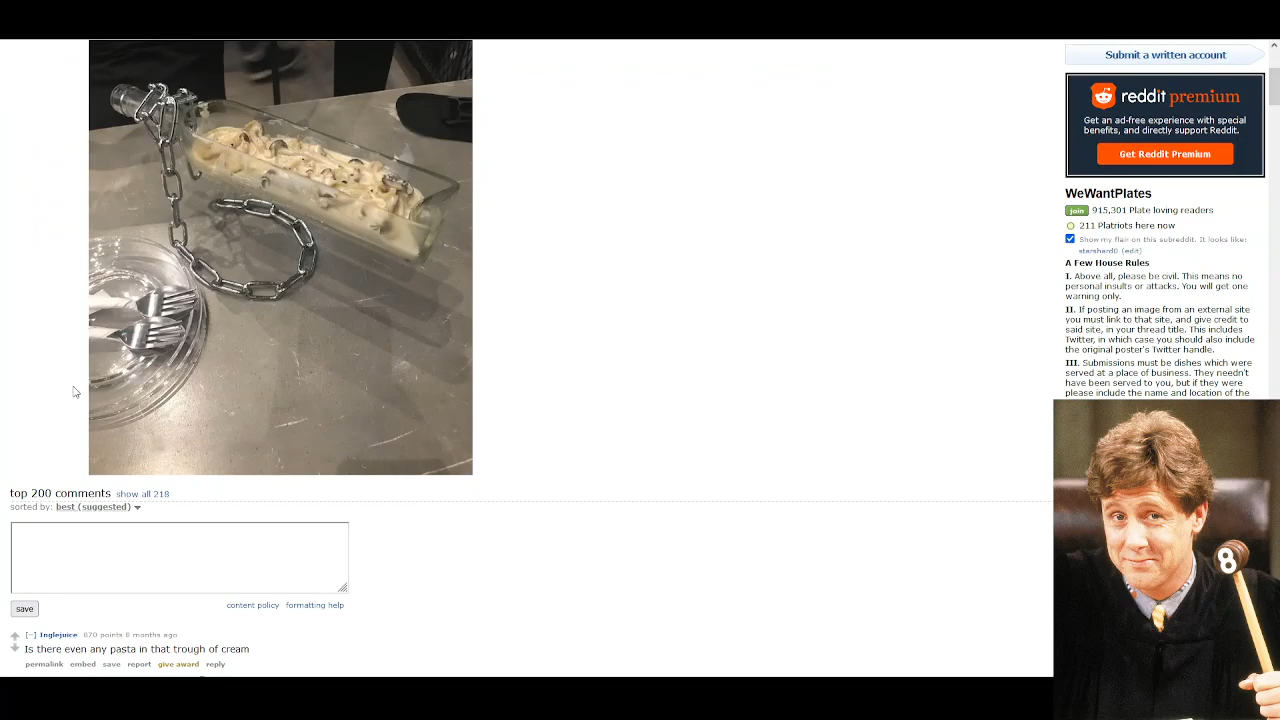 Submit a written account
reddit premium
Get an ad-free experience with special
benefits, and directly support Reddit.
Get Reddit Premium
WeWantPlates
join 915,301 Plate loving readers
211 Platriots here now
Show my flair on this subreddit. It looks like:
starshard0 (edit)
A Few House Rules
I. Above all, please be civil. This means no
personal insults or attacks. You will get one
warning only.
II. If posting an image from an external site
you must link to that site, and give credit to
said site, in your thread title. This includes
Twitter, in which case you should also include
the original poster's Twitter handle.
III. Submissions must be dishes which were
served at a place of business. They needn't
have been served to you, but if they were
please include the name and location of the
8
top 200 comments show all 218
sorted by: best (suggested)
save
content policy formatting help
[–] Inglejuice 870 points 8 months ago
Is there even any pasta in that trough of cream
permalink embed save report give award reply